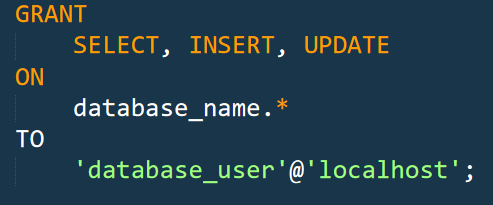 GRANT
SELECT, INSERT, UPDATE
ON
database_name.*
TO
'database_user'@'localhost';